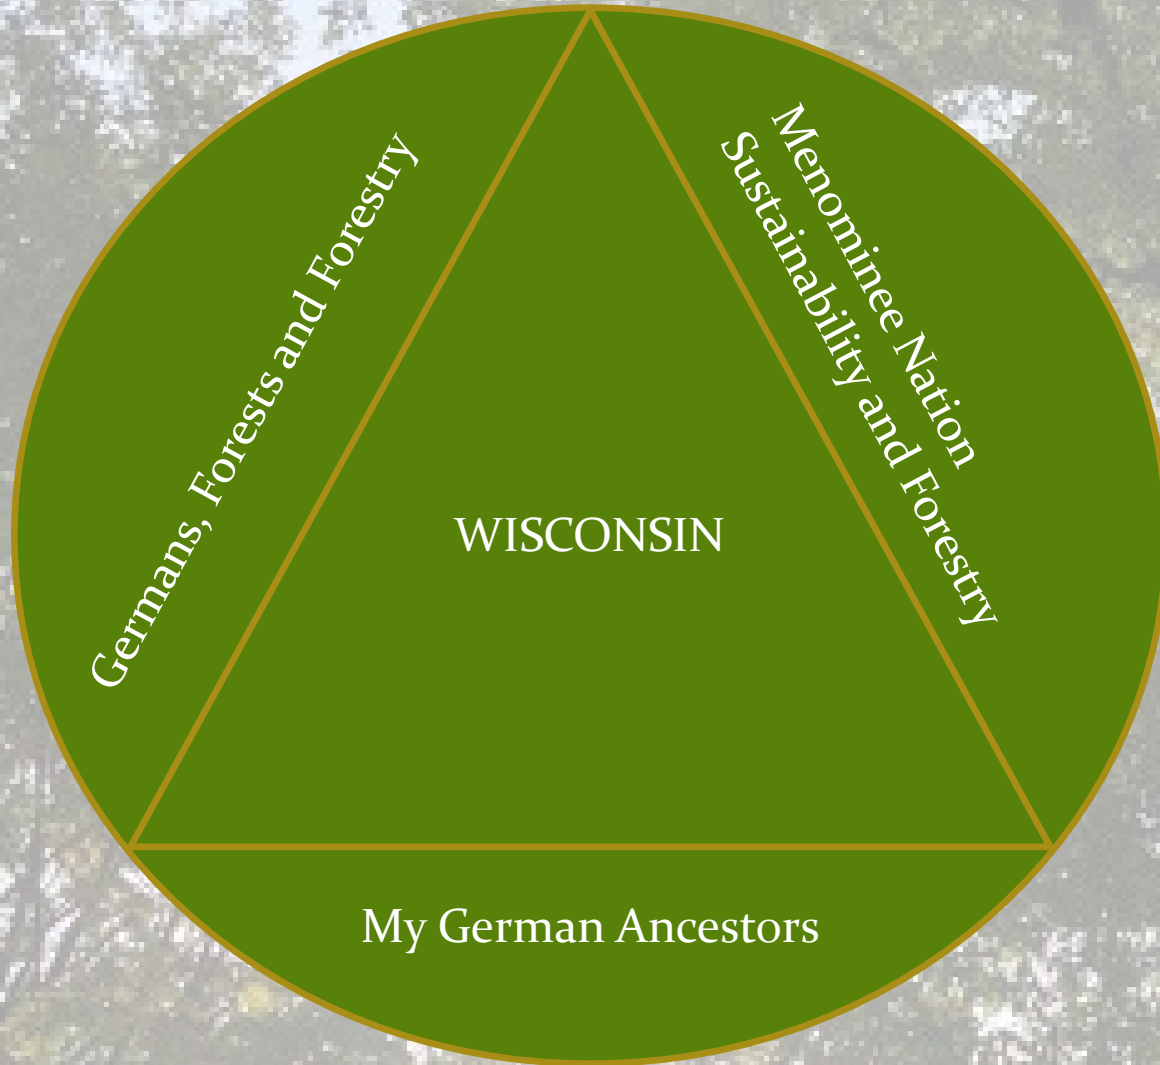 Germans, Forests and Forestry
Menominee Nation
Sustainability and Forestry
WISCONSIN
My German Ancestors